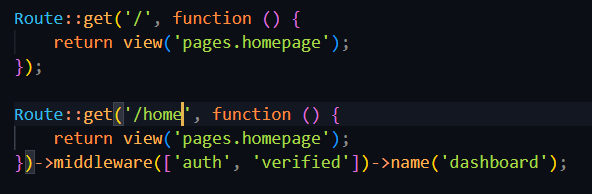 Route::get('/', function () {
    return view('pages.homepage');
});
Route::get('/home', function () {
    return view('pages.homepage');
})->middleware(['auth', 'verified'])->name('dashboard');